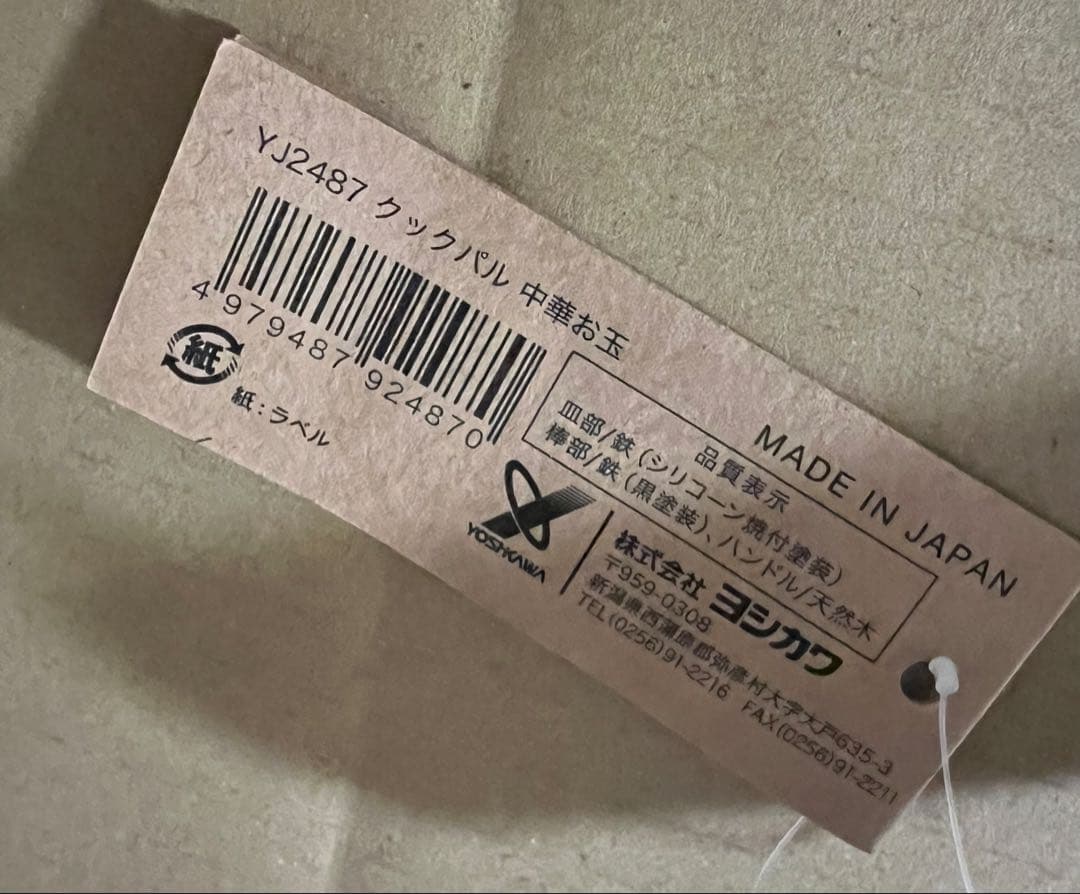 YJ2487 クックパル 中華お玉
4 979487 924870
紙
紙：ラベル
MADE IN JAPAN
品質表示
皿部/鉄（シリコーン焼付塗装）
棒部/鉄（黒塗装）、ハンドル/天然木
YOSHIKAWA
株式会社 ヨシカワ
〒959-0308
新潟県西蒲原郡弥彦村大字大戸635-3
TEL(0256)91-2216 FAX(0256)91-2211